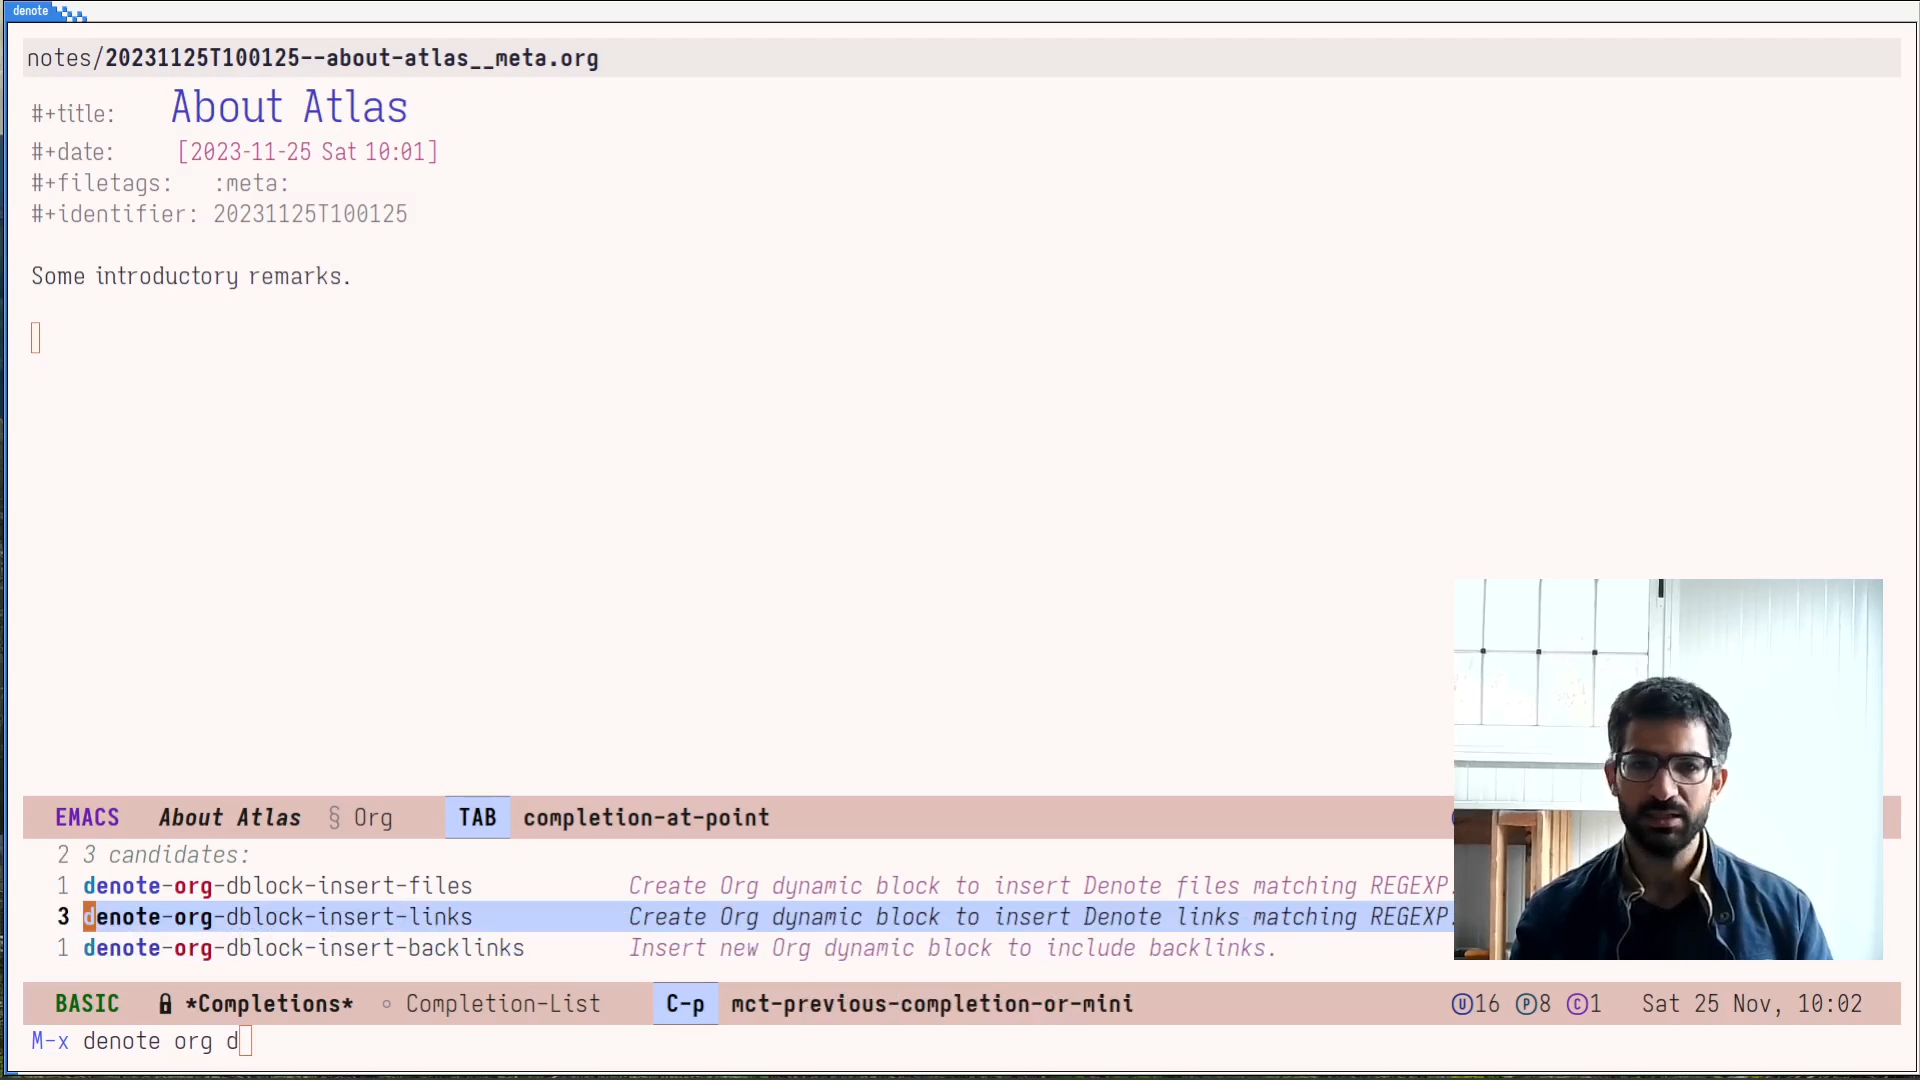 denote
notes/20231125T100125--about-atlas__meta.org
#+title: About Atlas
#+date: [2023-11-25 Sat 10:01]
#+filetags: :meta:
#+identifier: 20231125T100125
Some introductory remarks.
EMACS About Atlas § Org TAB completion-at-point
2 3 candidates:
1 denote-org-dblock-insert-files Create Org dynamic block to insert Denote files matching REGEXP.
3 denote-org-dblock-insert-links Create Org dynamic block to insert Denote links matching REGEXP.
1 denote-org-dblock-insert-backlinks Insert new Org dynamic block to include backlinks.
BASIC *Completions* ◦ Completion-List C-p mct-previous-completion-or-mini Ⓤ16 Ⓟ8 Ⓒ1 Sat 25 Nov, 10:02
M-x denote org d